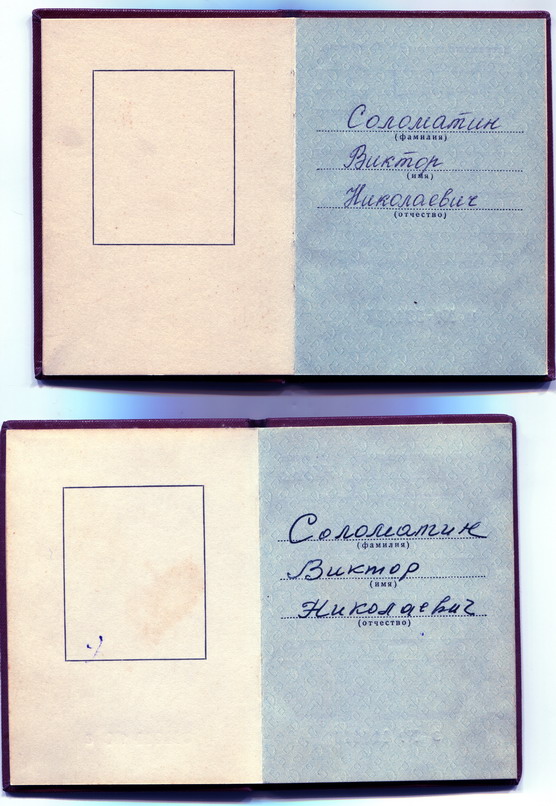 Соломатин
(фамилия)
Виктор
(имя)
Николаевич
(отчество)
Соломатин
(фамилия)
Виктор
(имя)
Николаевич
(отчество)